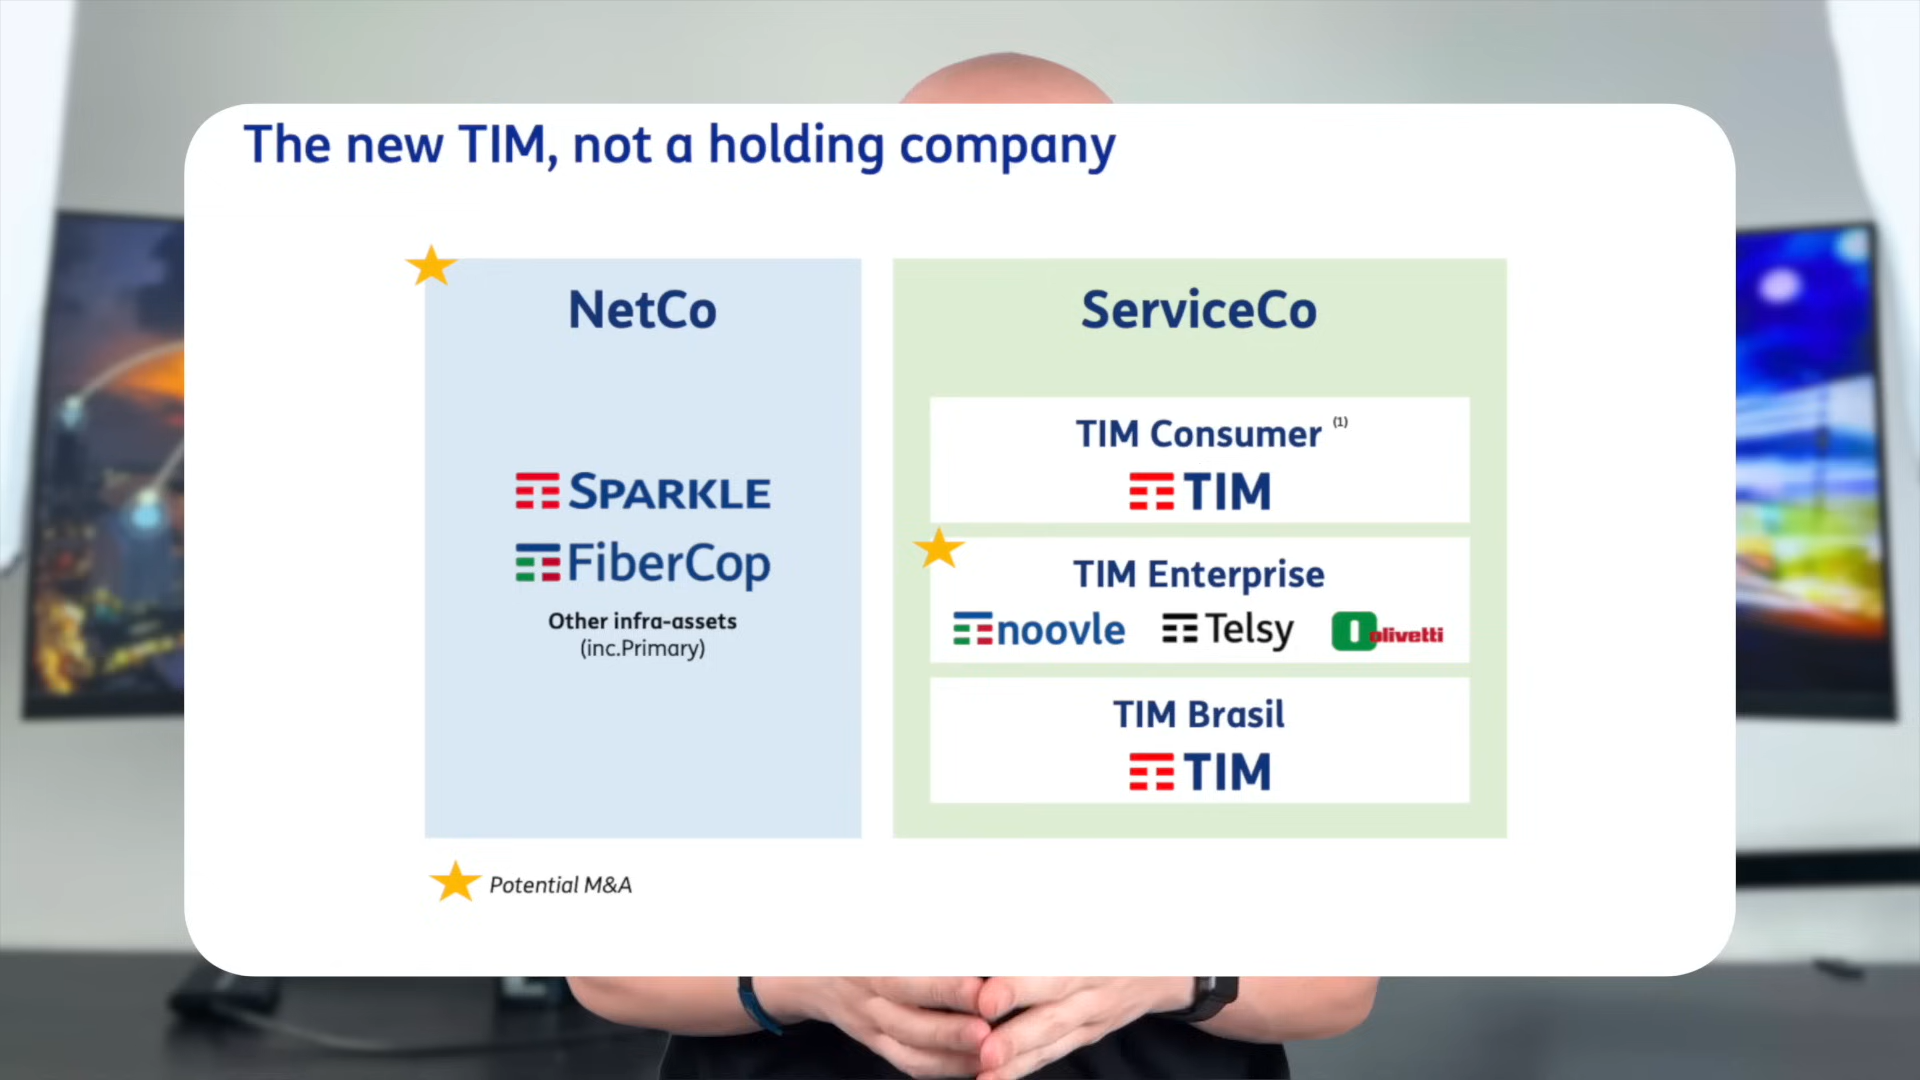 The new TIM, not a holding company
NetCo
SPARKLE
FiberCop
Other infra-assets
(inc.Primary)
ServiceCo
TIM Consumer (1)
TIM
TIM Enterprise
noovle Telsy olivetti
TIM Brasil
TIM
Potential M&A